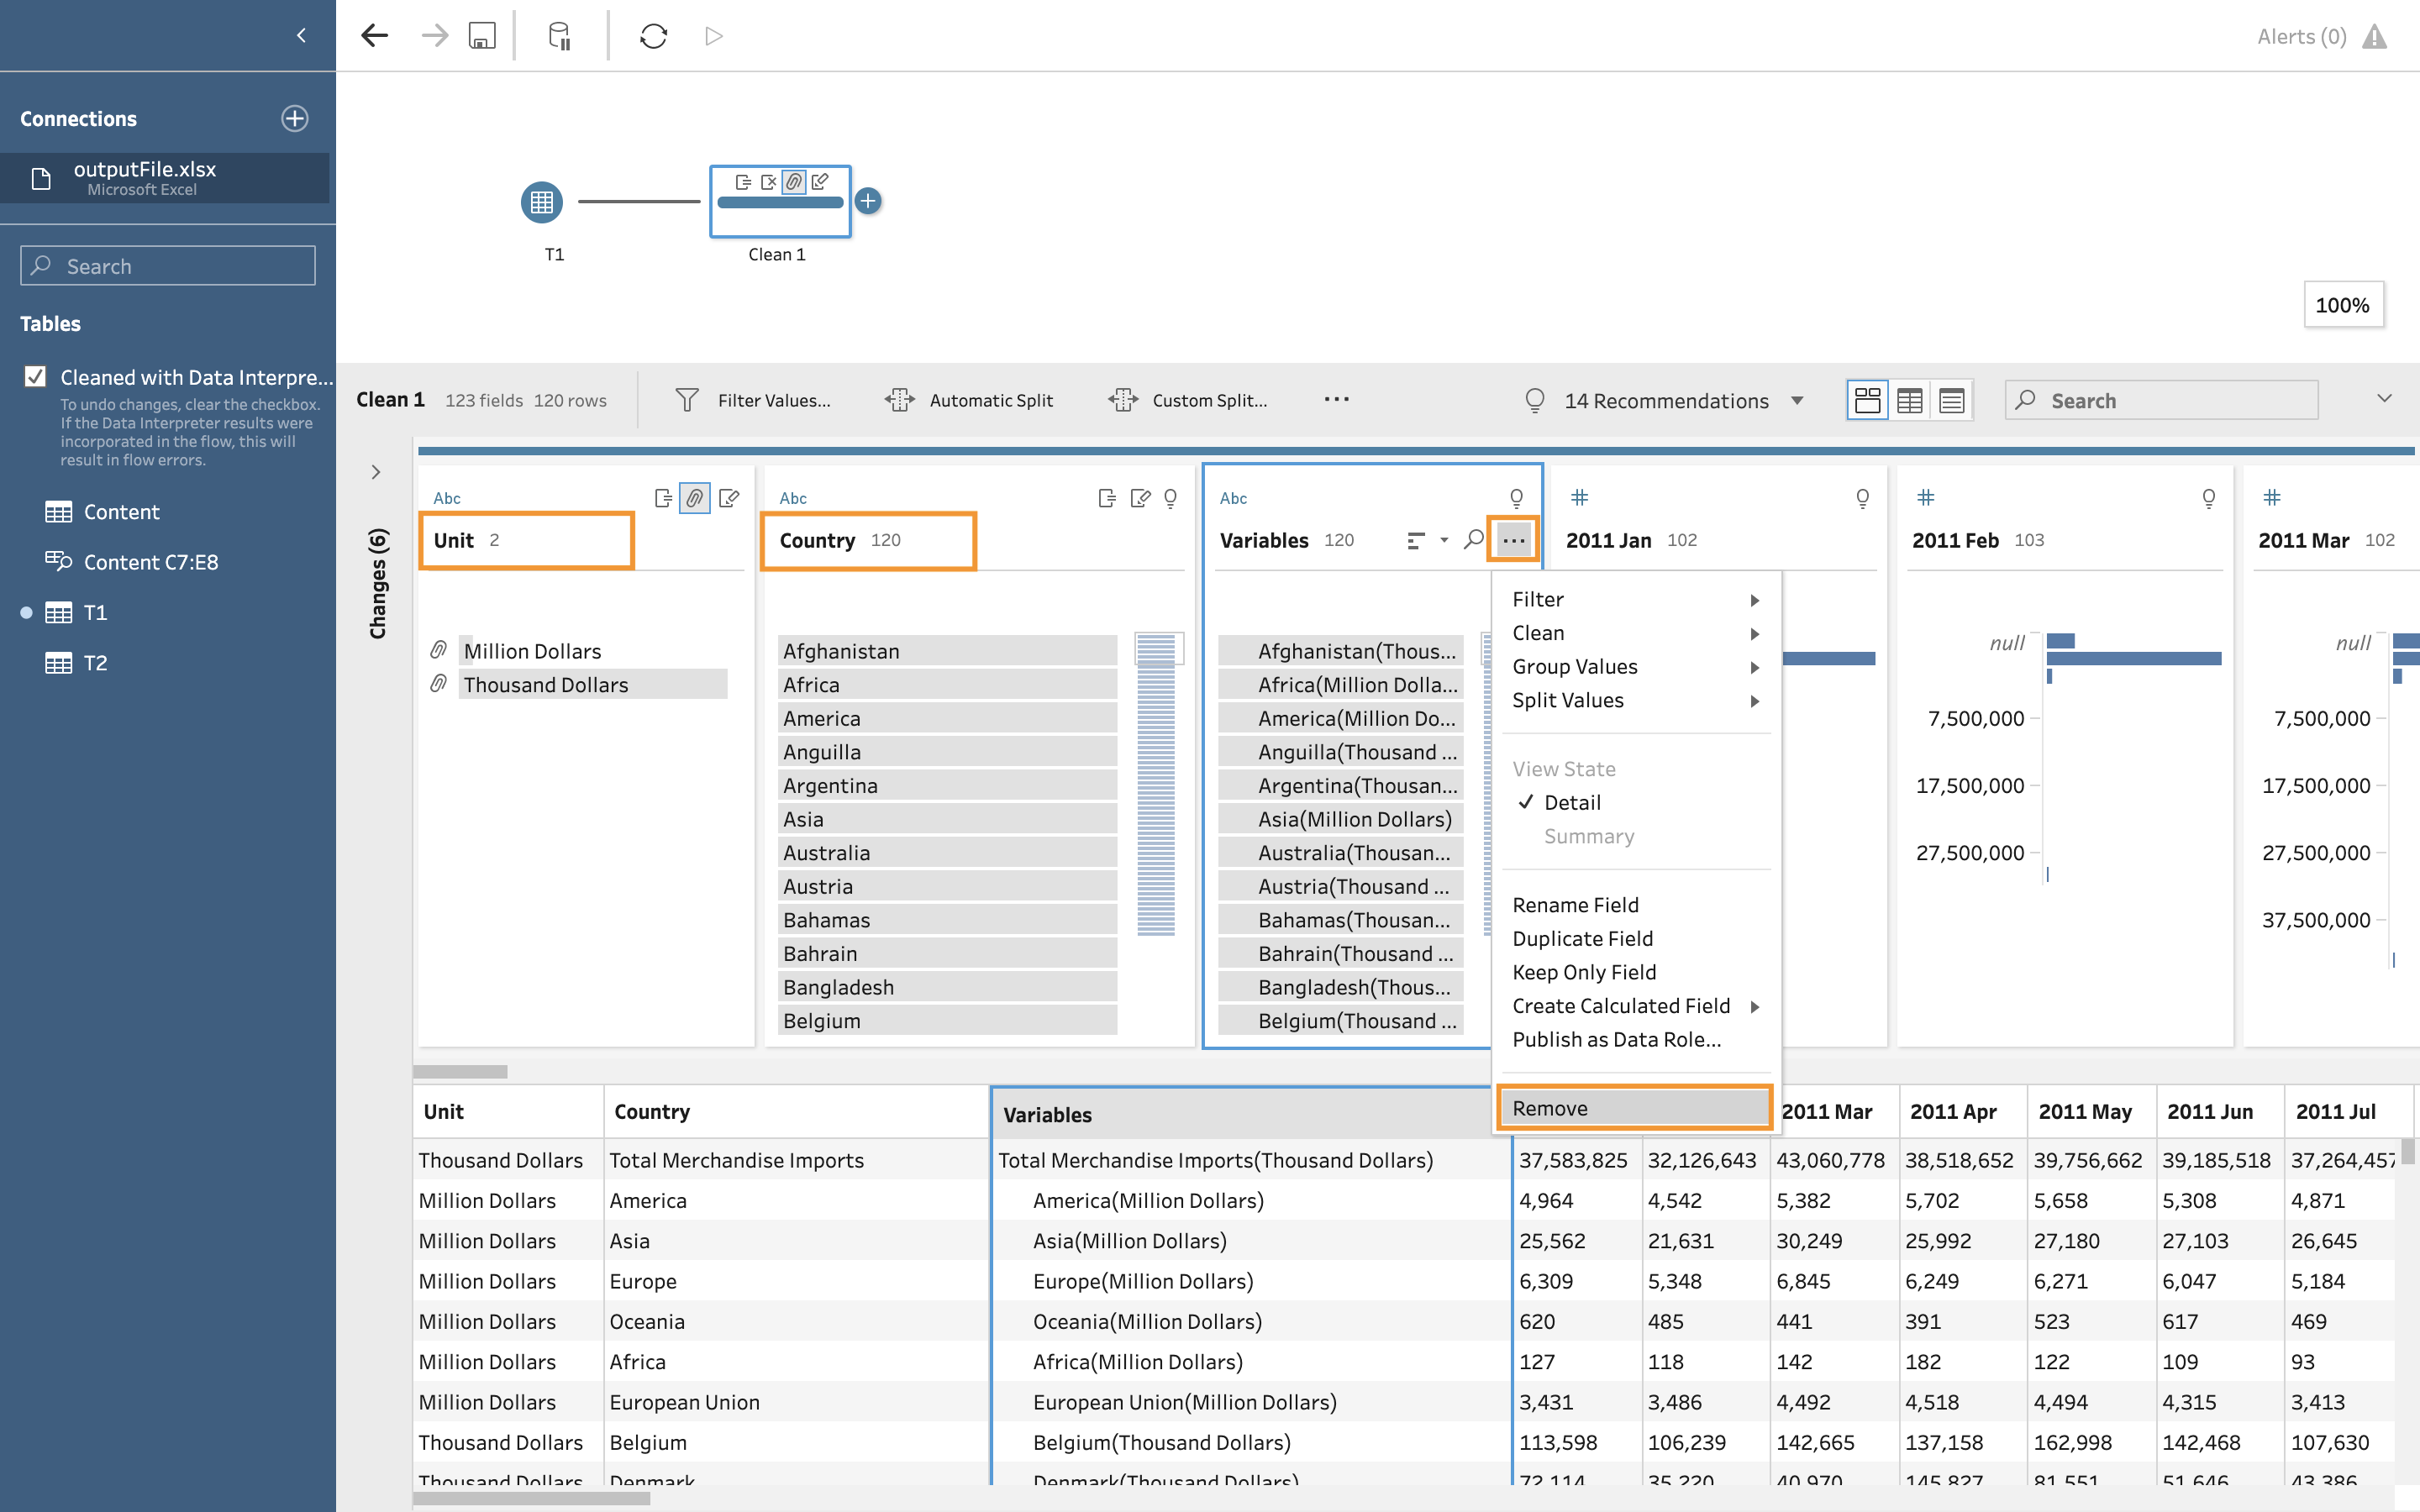 Alerts (0)
Connections
outputFile.xlsx
Microsoft Excel
Search
Tables
Cleaned with Data Interpre...
To undo changes, clear the checkbox.
If the Data Interpreter results were
incorporated in the flow, this will
result in flow errors.
Content
Content C7:E8
T1
T2
T1
Clean 1
100%
Clean 1 123 fields 120 rows
Filter Values...
Automatic Split
Custom Split...
14 Recommendations
Search
Changes (6)
Abc
Unit 2
Million Dollars
Thousand Dollars
Abc
Country 120
Afghanistan
Africa
America
Anguilla
Argentina
Asia
Australia
Austria
Bahamas
Bahrain
Bangladesh
Belgium
Abc
Variables 120
Afghanistan(Thous...
Africa(Million Dolla...
America(Million Do...
Anguilla(Thousand ...
Argentina(Thousan...
Asia(Million Dollars)
Australia(Thousan...
Austria(Thousand ...
Bahamas(Thousan...
Bahrain(Thousand ...
Bangladesh(Thous...
Belgium(Thousand ...
Filter
Clean
Group Values
Split Values
View State
Detail
Summary
Rename Field
Duplicate Field
Keep Only Field
Create Calculated Field
Publish as Data Role...
Remove
#
2011 Jan 102
#
2011 Feb 103
null
7,500,000
17,500,000
27,500,000
#
2011 Mar 102
null
7,500,000
17,500,000
27,500,000
37,500,000
Unit Country Variables 2011 Mar 2011 Apr 2011 May 2011 Jun 2011 Jul
Thousand Dollars Total Merchandise Imports Total Merchandise Imports(Thousand Dollars) 37,583,825 32,126,643 43,060,778 38,518,652 39,756,662 39,185,518 37,264,457
Million Dollars America America(Million Dollars) 4,964 4,542 5,382 5,702 5,658 5,308 4,871
Million Dollars Asia Asia(Million Dollars) 25,562 21,631 30,249 25,992 27,180 27,103 26,645
Million Dollars Europe Europe(Million Dollars) 6,309 5,348 6,845 6,249 6,271 6,047 5,184
Million Dollars Oceania Oceania(Million Dollars) 620 485 441 391 523 617 469
Million Dollars Africa Africa(Million Dollars) 127 118 142 182 122 109 93
Million Dollars European Union European Union(Million Dollars) 3,431 3,486 4,492 4,518 4,494 4,315 3,413
Thousand Dollars Belgium Belgium(Thousand Dollars) 113,598 106,239 142,665 137,158 162,998 142,468 107,630
Thousand Dollars Denmark Denmark(Thousand Dollars) 72,114 35,220 40,970 145,827 81,551 51,646 43,386